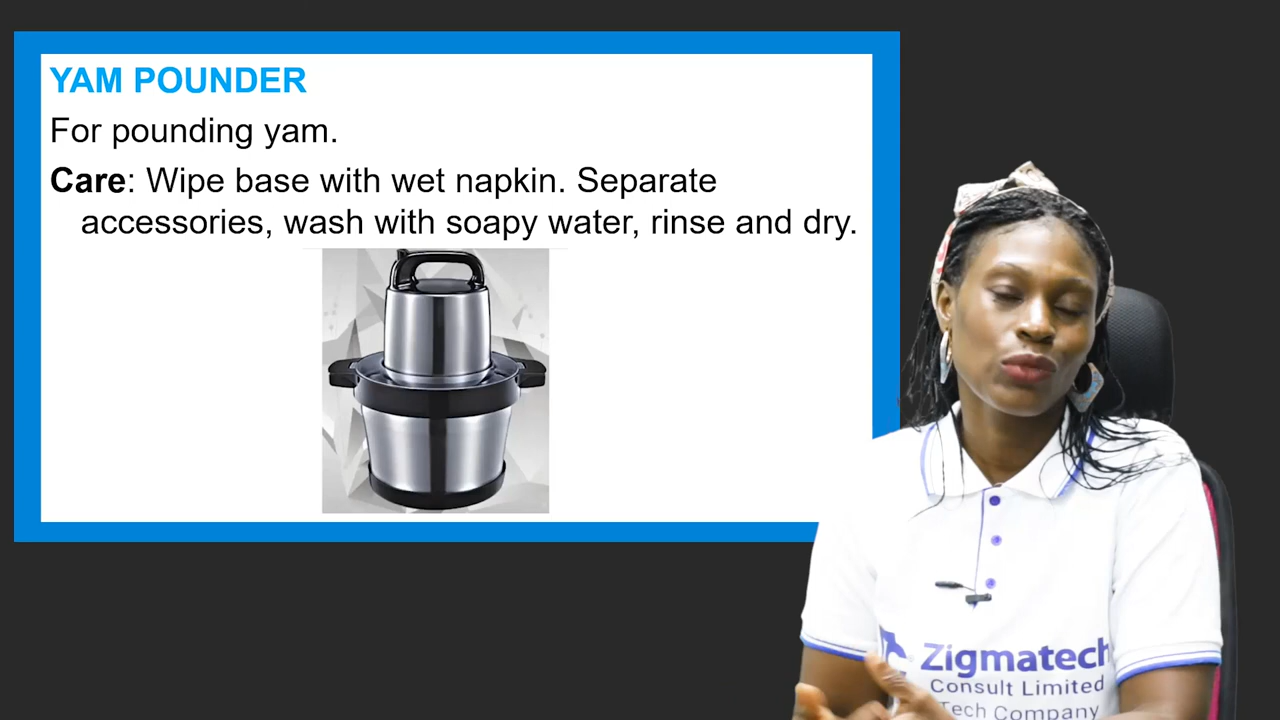 YAM POUNDER
For pounding yam.
Care: Wipe base with wet napkin. Separate
accessories, wash with soapy water, rinse and dry.
Zigmatech
Consult Limited
Tech Company